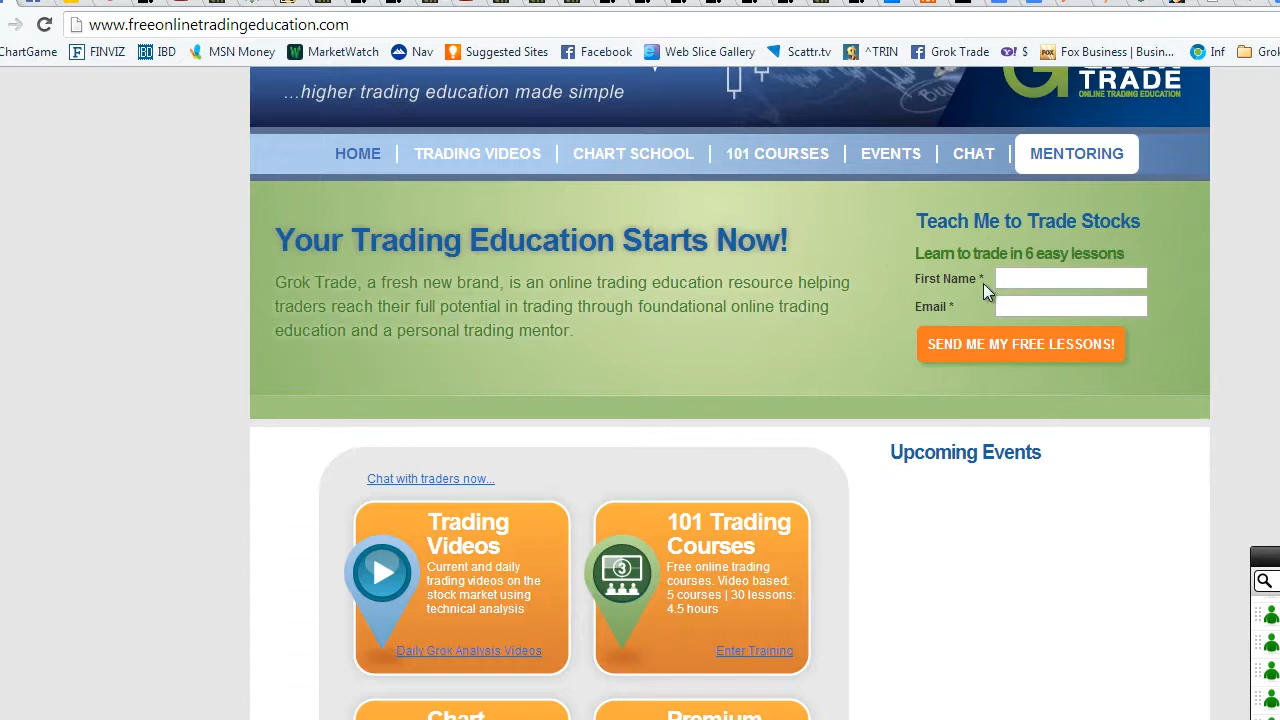 www.freeonlinetradingeducation.com
ChartGame FINVIZ IBD IBD MSN Money MarketWatch Nav Suggested Sites Facebook Web Slice Gallery Scattr.tv ^TRIN Grok Trade Y! $ FOX Fox Business | Busin... Inf Grok
...higher trading education made simple
TRADE
ONLINE TRADING EDUCATION
HOME TRADING VIDEOS CHART SCHOOL 101 COURSES EVENTS CHAT MENTORING
Teach Me to Trade Stocks
Your Trading Education Starts Now!
Learn to trade in 6 easy lessons
First Name *
Grok Trade, a fresh new brand, is an online trading education resource helping
traders reach their full potential in trading through foundational online trading
Email *
education and a personal trading mentor.
SEND ME MY FREE LESSONS!
Upcoming Events
Chat with traders now...
Trading
Videos
Current and daily
trading videos on the
stock market using
technical analysis
Daily Grok Analysis Videos
101 Trading
Courses
Free online trading
courses. Video based:
5 courses | 30 lessons:
4.5 hours
3
Enter Training
Chart
Premium